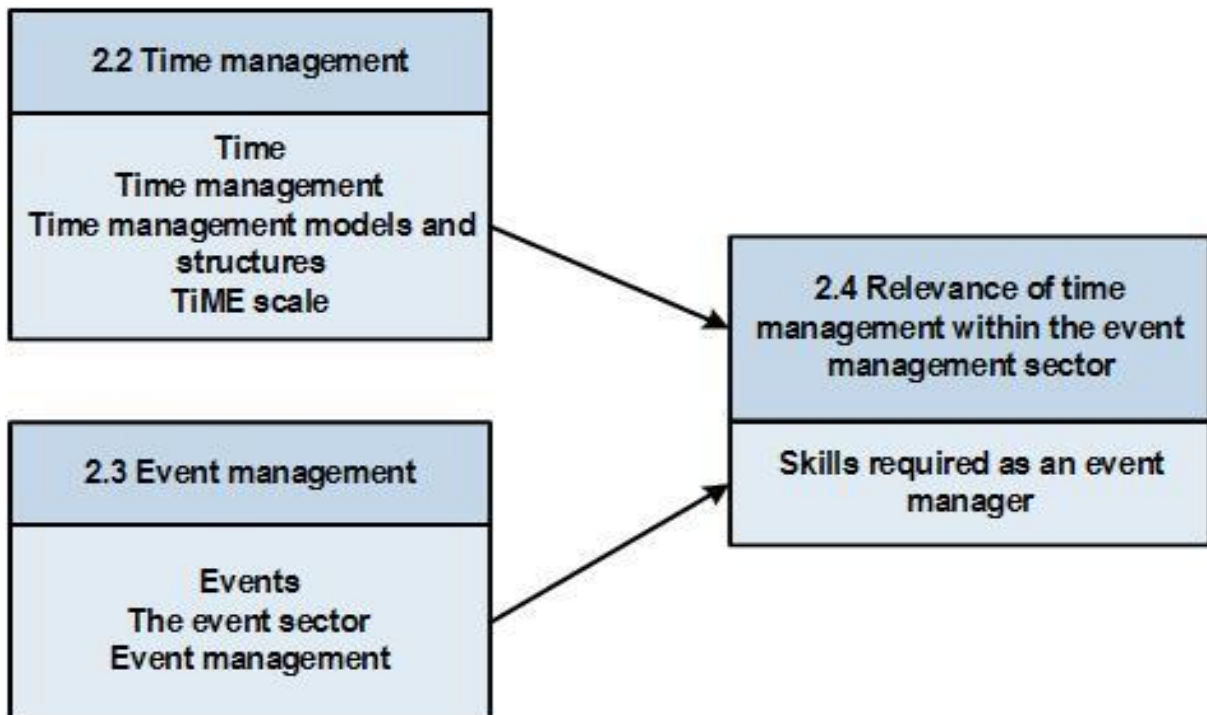 2.2 Time management
Time
Time management
Time management models and
structures
TiME scale
2.3 Event management
Events
The event sector
Event management
2.4 Relevance of time
management within the event
management sector
Skills required as an event
manager